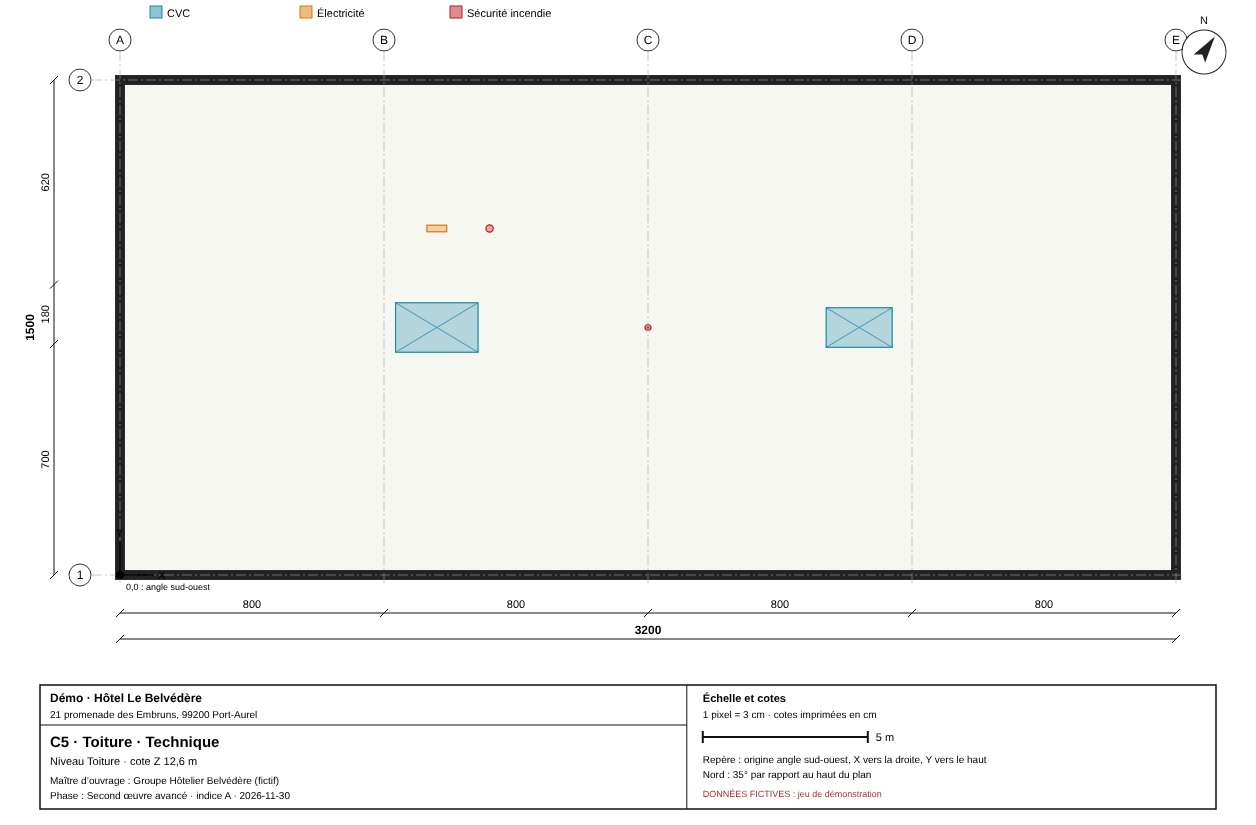 CVC
Électricité
Sécurité incendie
N
A
B
C
D
E
2
620
180
1500
700
1
0,0 : angle sud-ouest
800
800
800
800
3200
Démo · Hôtel Le Belvédère
21 promenade des Embruns, 99200 Port-Aurel
C5 · Toiture · Technique
Niveau Toiture · cote Z 12,6 m
Maître d'ouvrage : Groupe Hôtelier Belvédère (fictif)
Phase : Second œuvre avancé · indice A · 2026-11-30
Échelle et cotes
1 pixel = 3 cm · cotes imprimées en cm
5 m
Repère : origine angle sud-ouest, X vers la droite, Y vers le haut
Nord : 35° par rapport au haut du plan
DONNÉES FICTIVES : jeu de démonstration